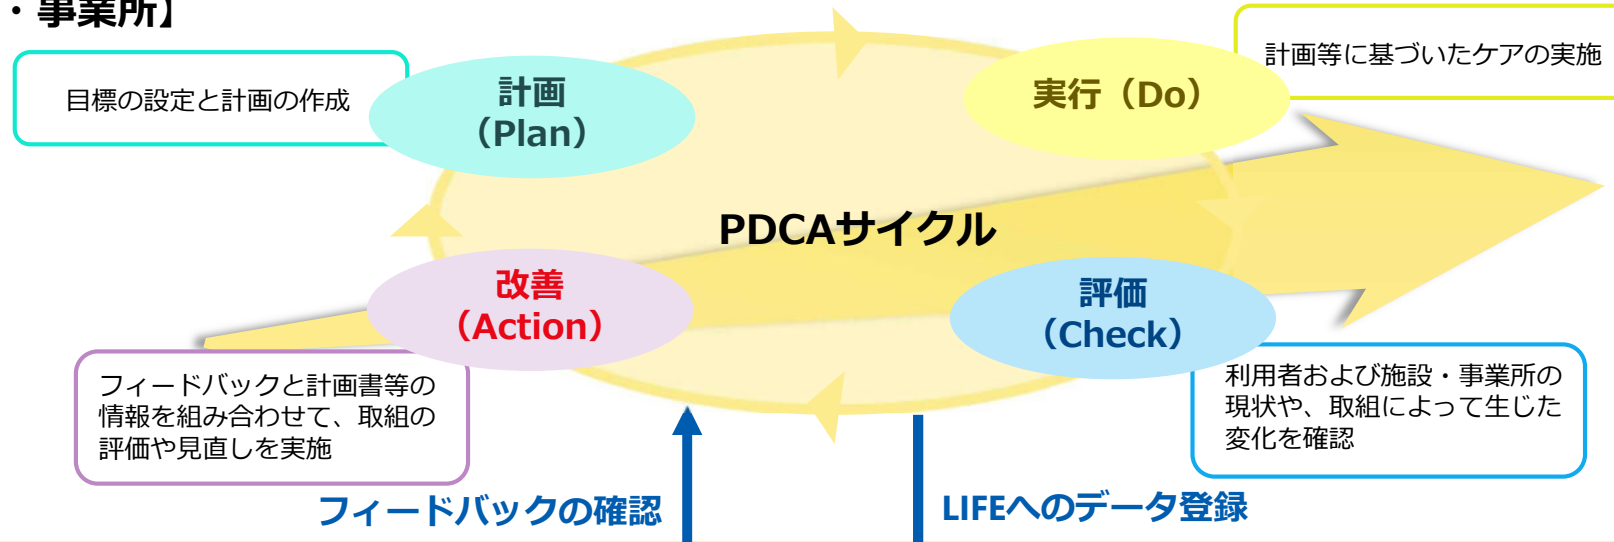 ・事業所】
目標の設定と計画の作成
計画
（Plan）
実行（Do）
計画等に基づいたケアの実施
PDCAサイクル
改善
（Action）
評価
（Check）
フィードバックと計画書等の
情報を組み合わせて、取組の
評価や見直しを実施
利用者および施設・事業所の
現状や、取組によって生じた
変化を確認
フィードバックの確認
LIFEへのデータ登録